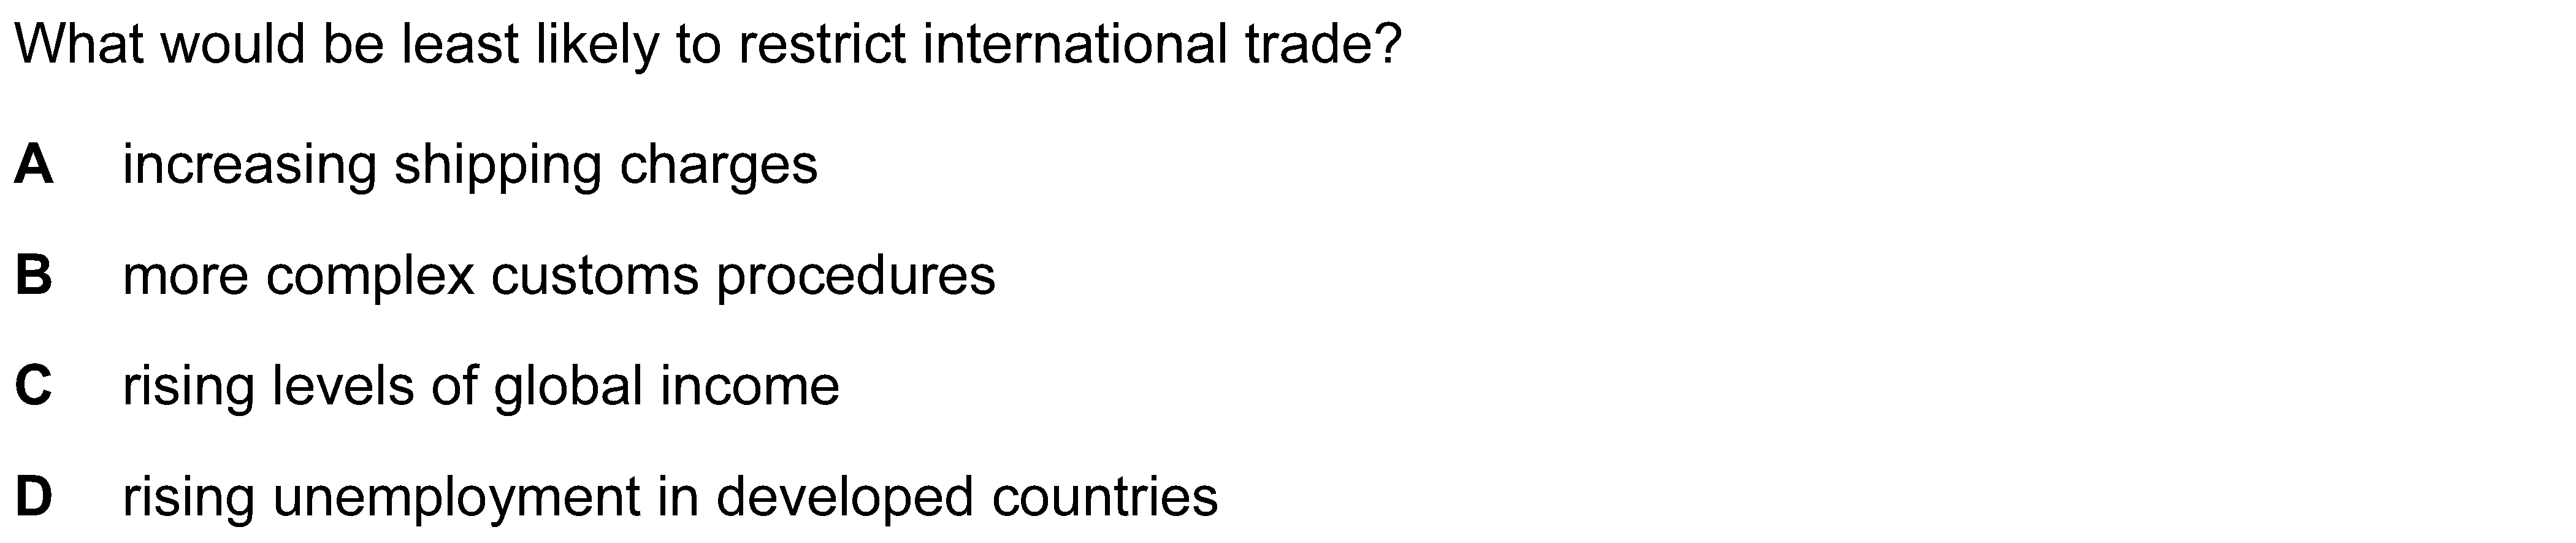 What would be least likely to restrict international trade?
A increasing shipping charges
B more complex customs procedures
C rising levels of global income
D rising unemployment in developed countries